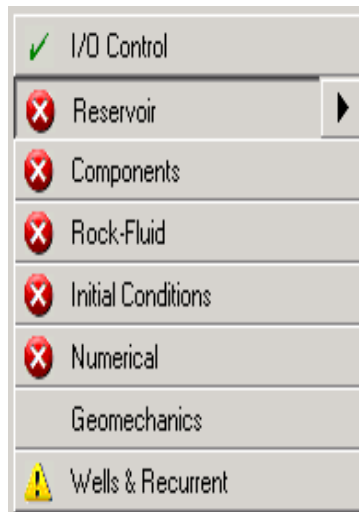 I/O Control
Reservoir
Components
Rock-Fluid
Initial Conditions
Numerical
Geomechanics
Wells & Recurrent